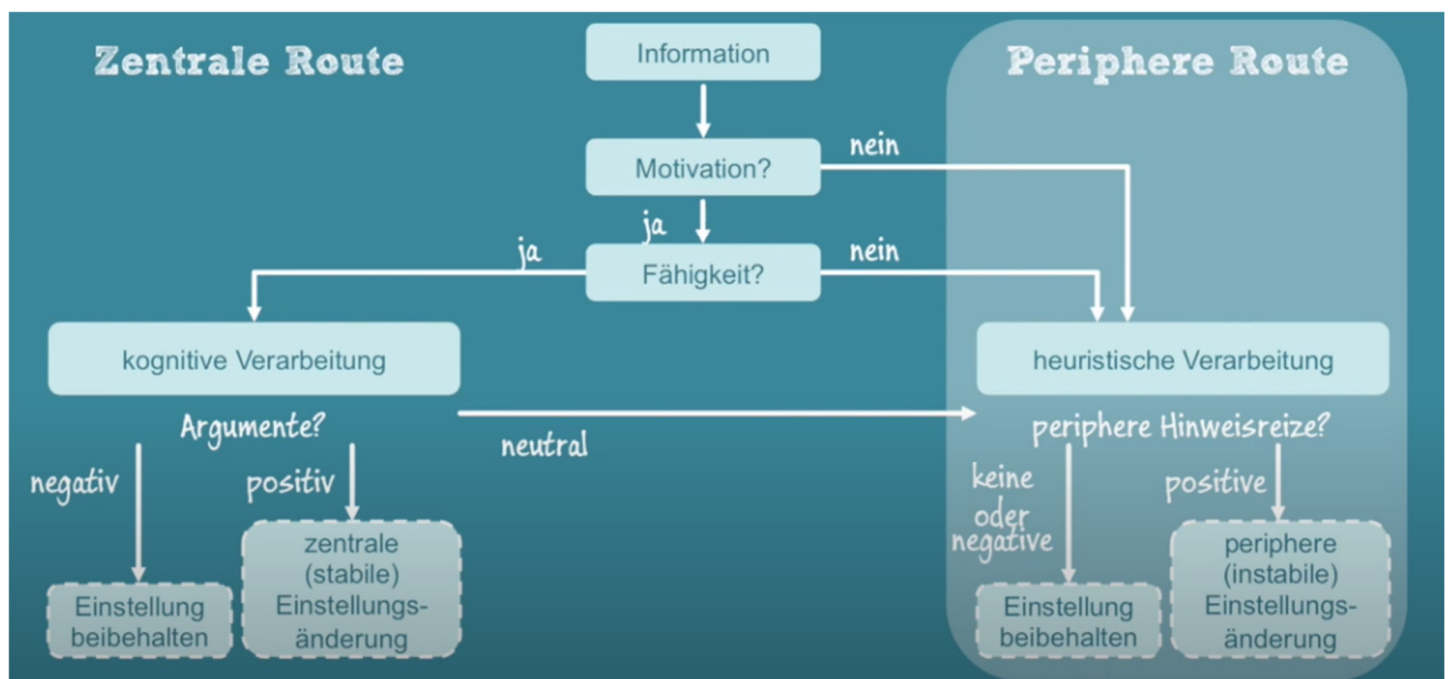 Zentrale Route
Information
Periphere Route
Motivation?
nein
ja
ja
Fähigkeit?
nein
kognitive Verarbeitung
heuristische Verarbeitung
Argumente?
neutral
periphere Hinweisreize?
negativ
positiv
keine
oder
negative
positive
Einstellung
beibehalten
zentrale
(stabile)
Einstellungs-
änderung
Einstellung
beibehalten
periphere
(instabile)
Einstellungs-
änderung